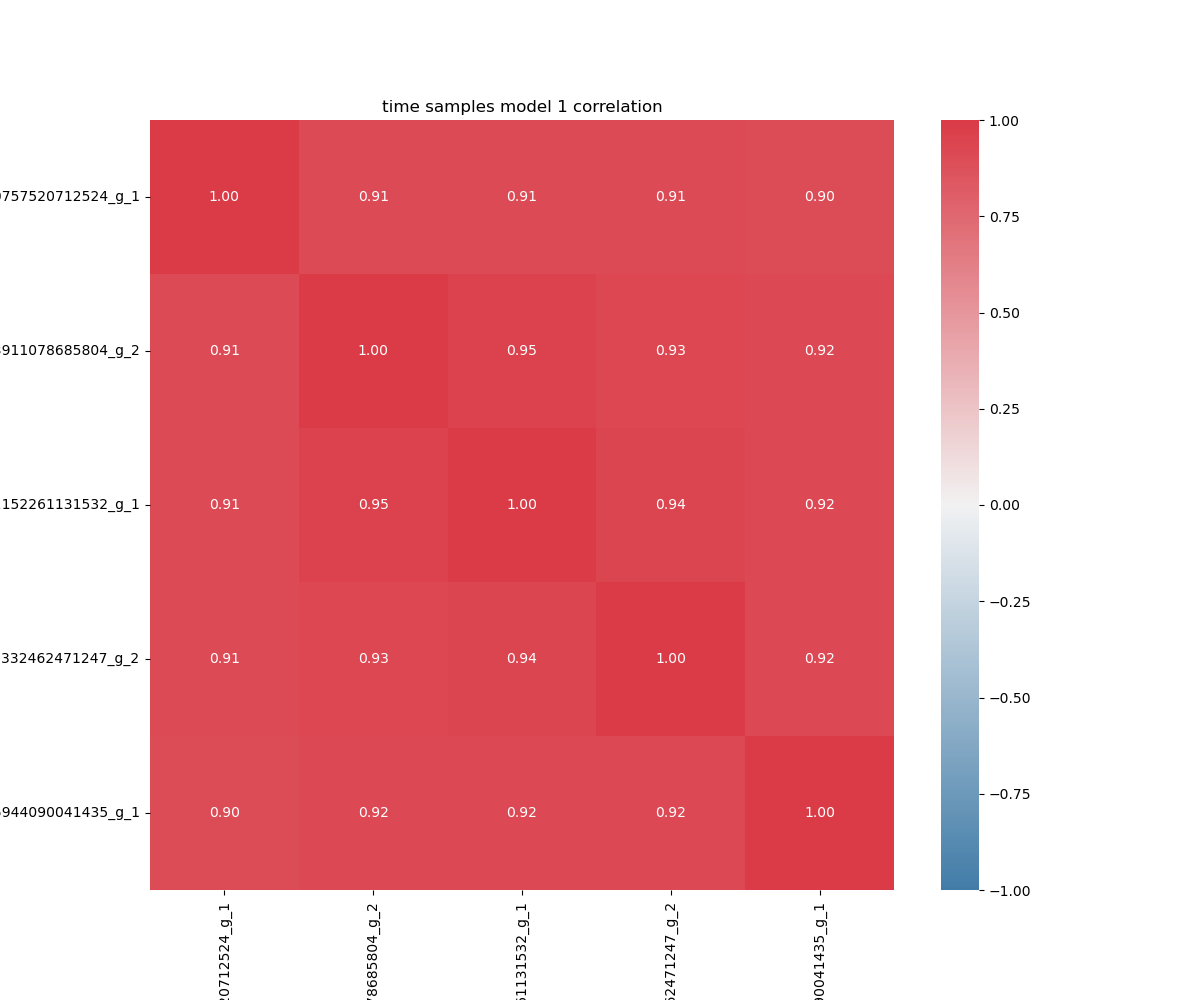 time samples model 1 correlation
757520712524_g_1
1.00 0.91 0.91 0.91 0.90
911078685804_g_2
0.91 1.00 0.95 0.93 0.92
152261131532_g_1
0.91 0.95 1.00 0.94 0.92
332462471247_g_2
0.91 0.93 0.94 1.00 0.92
944090041435_g_1
0.90 0.92 0.92 0.92 1.00
20712524_g_1
78685804_g_2
51131532_g_1
52471247_g_2
90041435_g_1
1.00
0.75
0.50
0.25
0.00
−0.25
−0.50
−0.75
−1.00